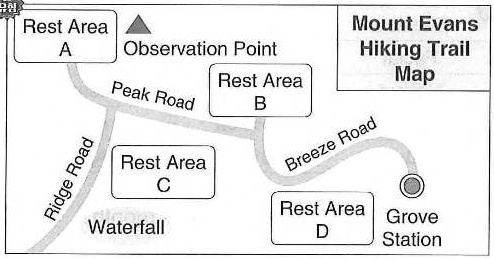 Rest Area
A
Observation Point
Mount Evans
Hiking Trail
Map
Peak Road
Rest Area
B
Ridge Road
Rest Area
C
Breeze Road
Waterfall
Rest Area
D
Grove
Station